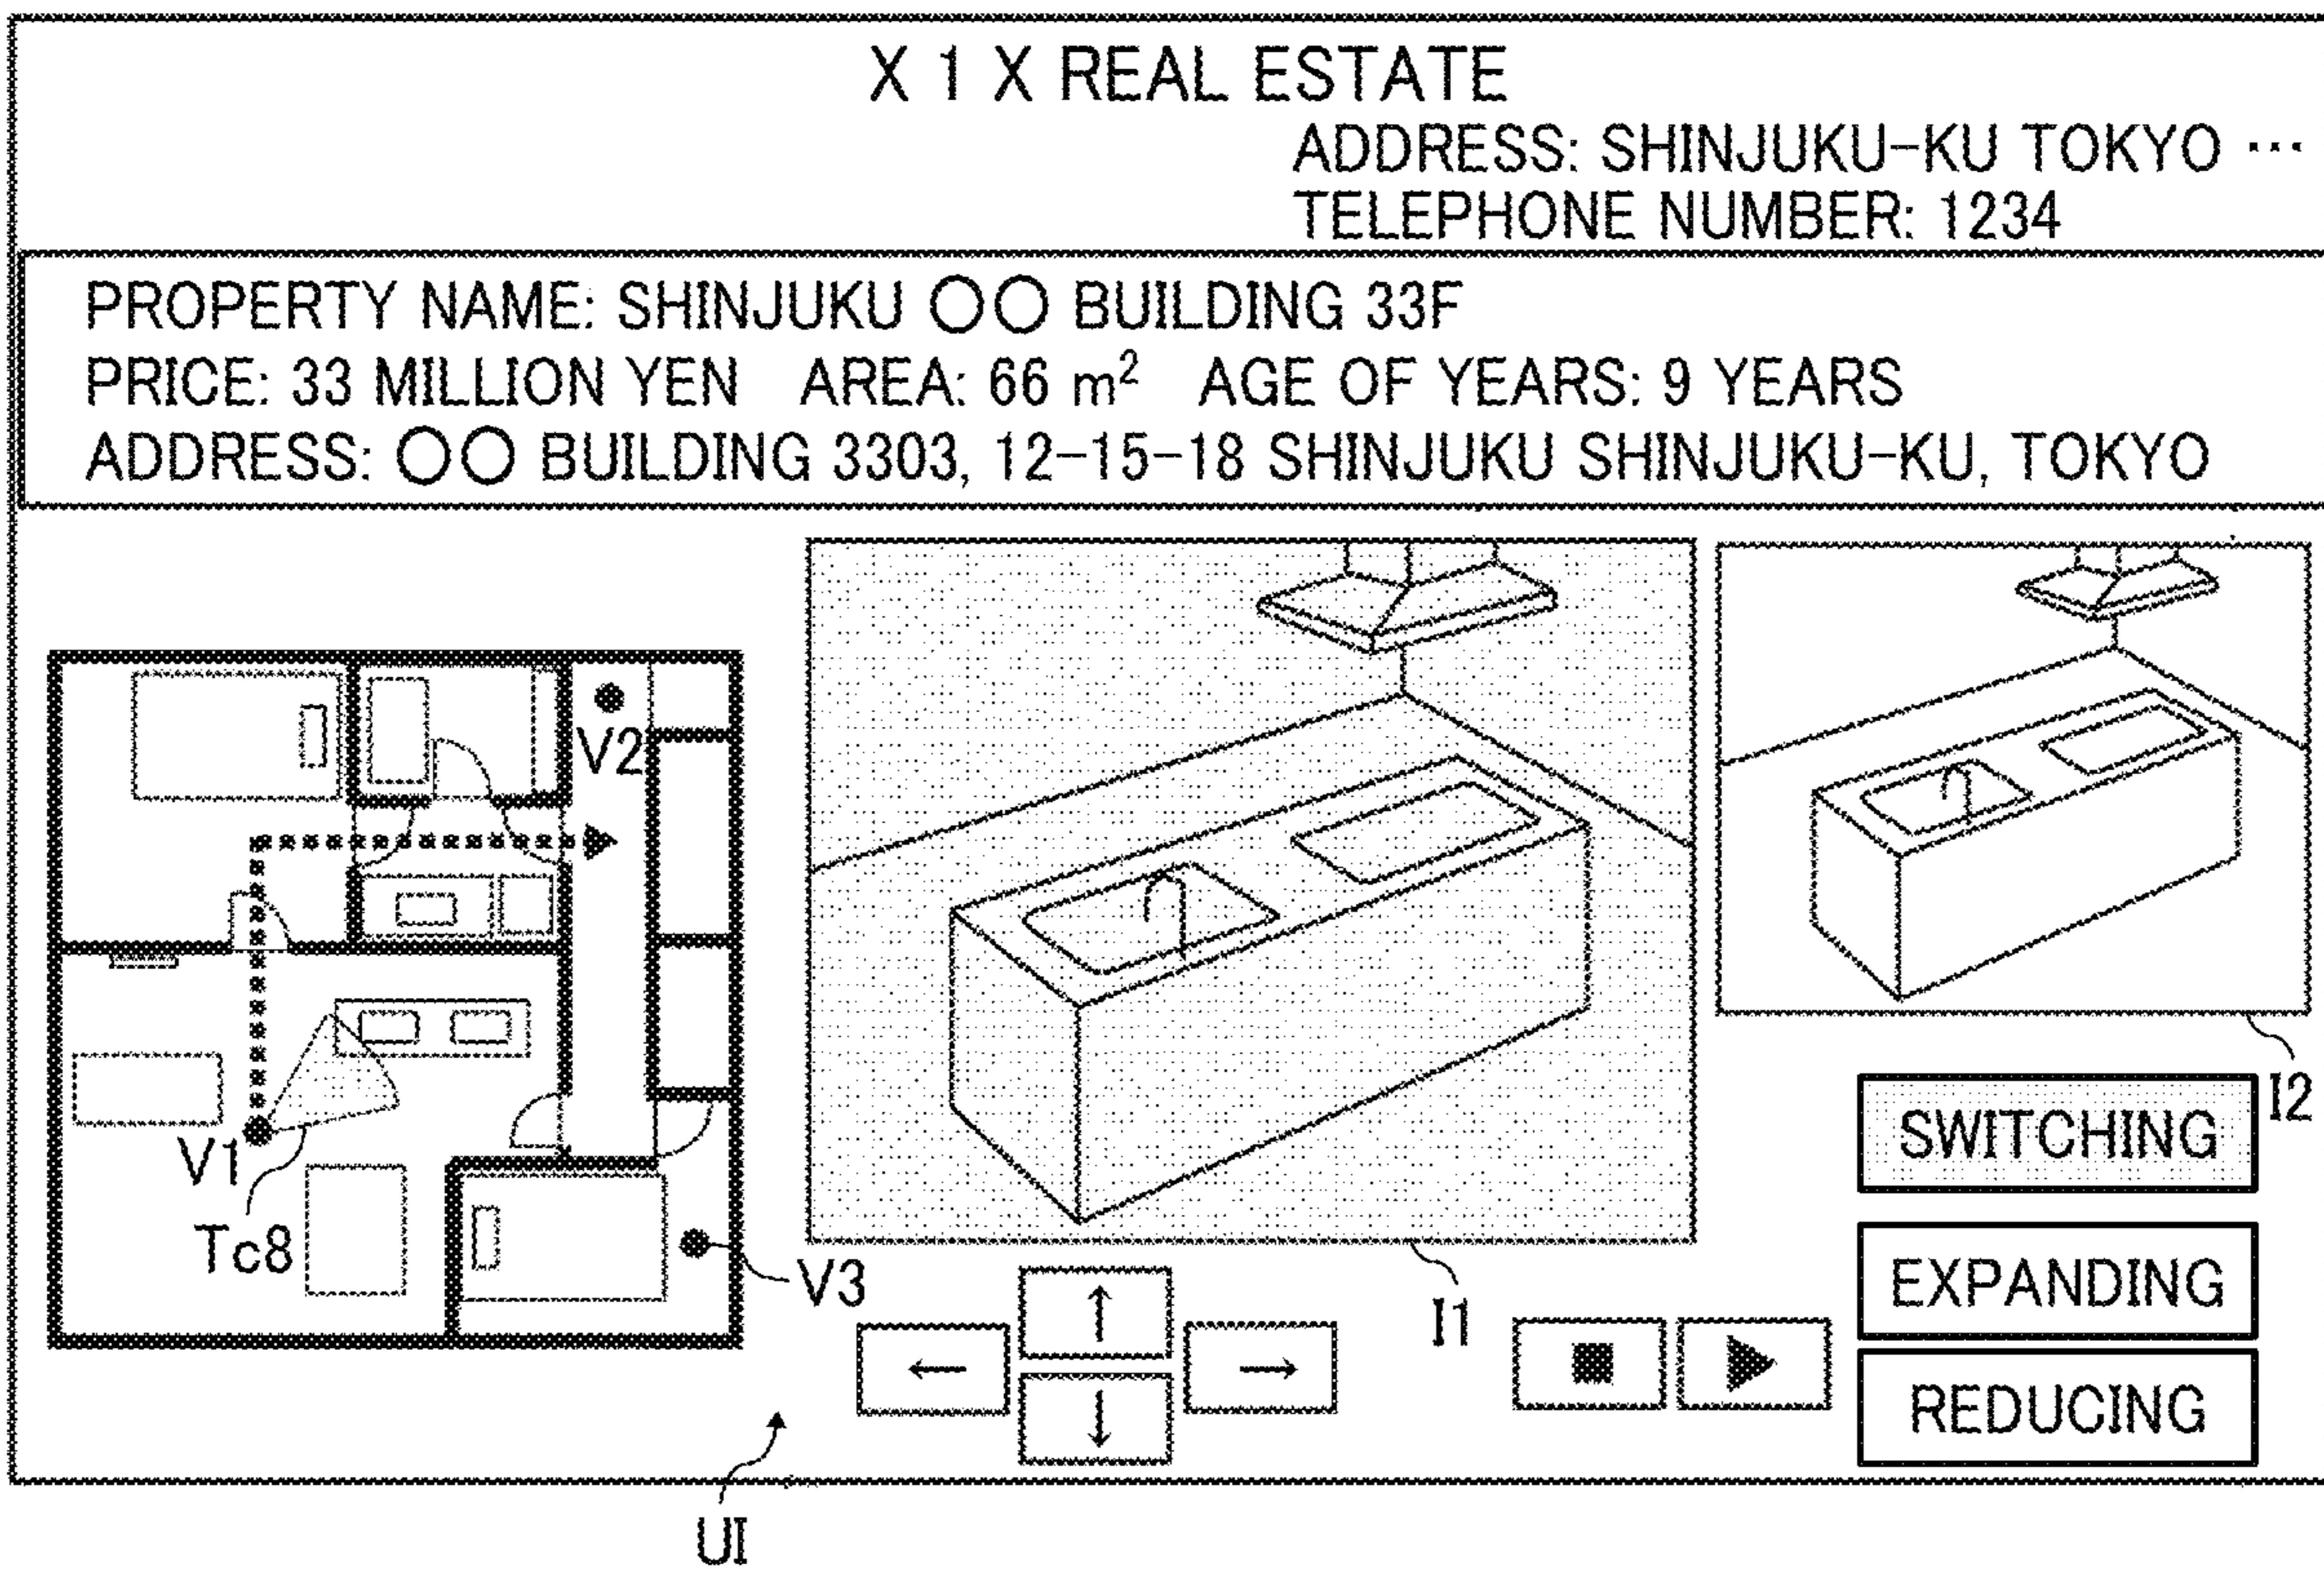 X 1 X REAL ESTATE
ADDRESS: SHINJUKU-KU TOKYO ⋯
TELEPHONE NUMBER: 1234
PROPERTY NAME: SHINJUKU ○○ BUILDING 33F
PRICE: 33 MILLION YEN AREA: 66 m² AGE OF YEARS: 9 YEARS
ADDRESS: ○○ BUILDING 3303, 12-15-18 SHINJUKU SHINJUKU-KU, TOKYO
V2
V1
Tc8
V3
I1
I2
SWITCHING
EXPANDING
REDUCING
↑
← →
↓
■ ▶
UI